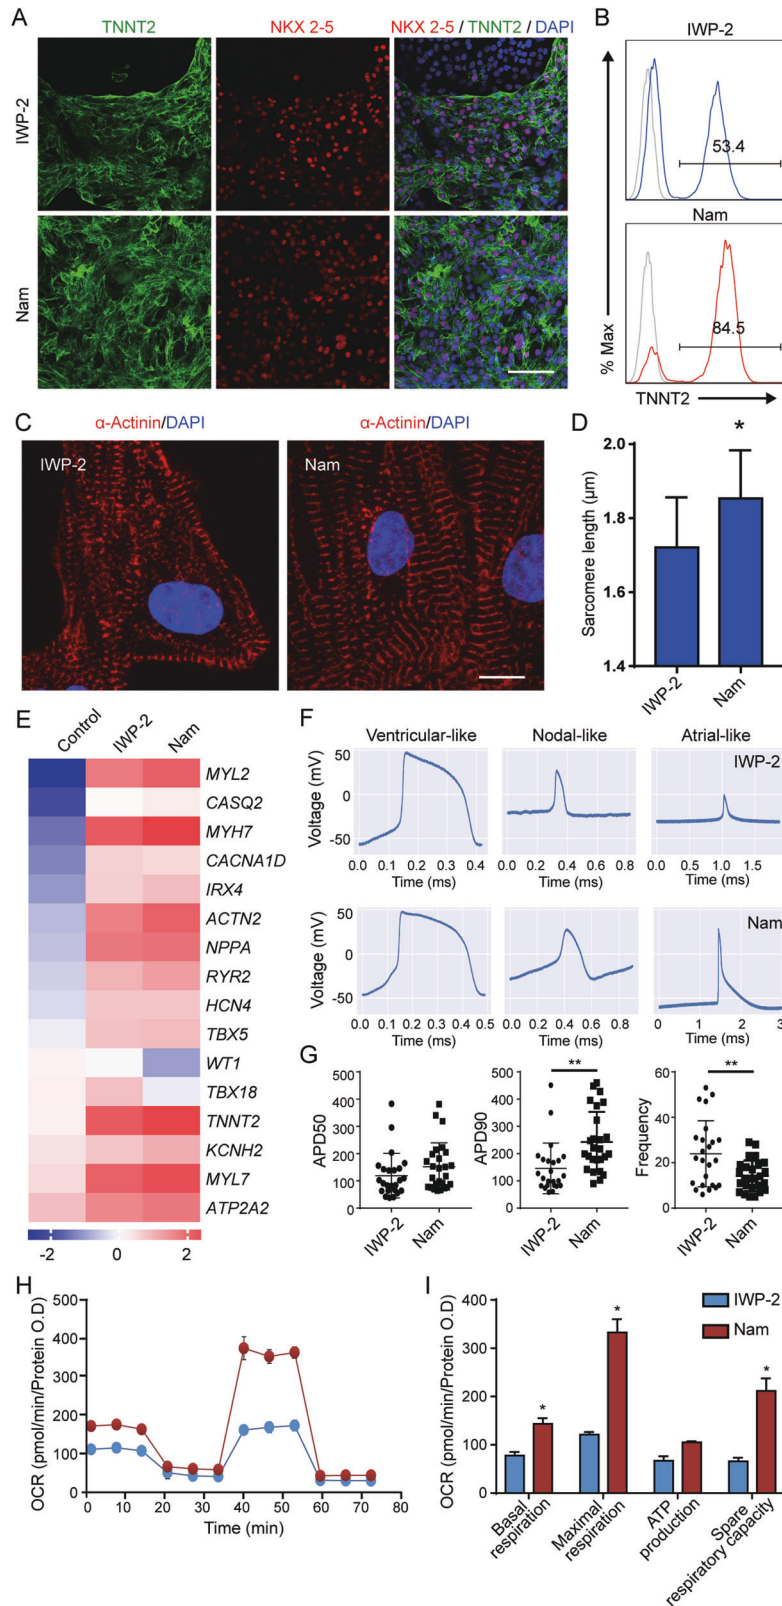 A
TNNT2
NKX 2-5
NKX 2-5 / TNNT2 / DAPI
IWP-2
Nam
B
IWP-2
53.4
Nam
84.5
% Max
TNNT2
C
α-Actinin/DAPI
α-Actinin/DAPI
IWP-2
Nam
D
*
Sarcomere length (µm)
2.0
1.8
1.6
1.4
IWP-2
Nam
E
Control
IWP-2
Nam
MYL2
CASQ2
MYH7
CACNA1D
IRX4
ACTN2
NPPA
RYR2
HCN4
TBX5
WT1
TBX18
TNNT2
KCNH2
MYL7
ATP2A2
-2 0 2
F
Ventricular-like Nodal-like Atrial-like
IWP-2
Voltage (mV)
50
0
-50
0.0 0.1 0.2 0.3 0.4
Time (ms)
0.0 0.2 0.4 0.6 0.8
Time (ms)
0.0 0.5 1.0 1.5
Time (ms)
Nam
Voltage (mV)
50
0
-50
0.0 0.1 0.2 0.3 0.4 0.5
Time (ms)
0.0 0.2 0.4 0.6 0.8
Time (ms)
0 1 2 3
Time (ms)
G
APD50
500
400
300
200
100
0
IWP-2
Nam
APD90
**
500
400
300
200
100
0
IWP-2
Nam
Frequency
**
60
40
20
0
IWP-2
Nam
H
OCR (pmol/min/Protein O.D)
500
400
300
200
100
0
0 10 20 30 40 50 60 70 80
Time (min)
I
OCR (pmol/min/Protein O.D)
400
300
200
100
0
IWP-2
Nam
*
*
*
Basal
respiration
Maximal
respiration
ATP
production
Spare
respiratory capacity